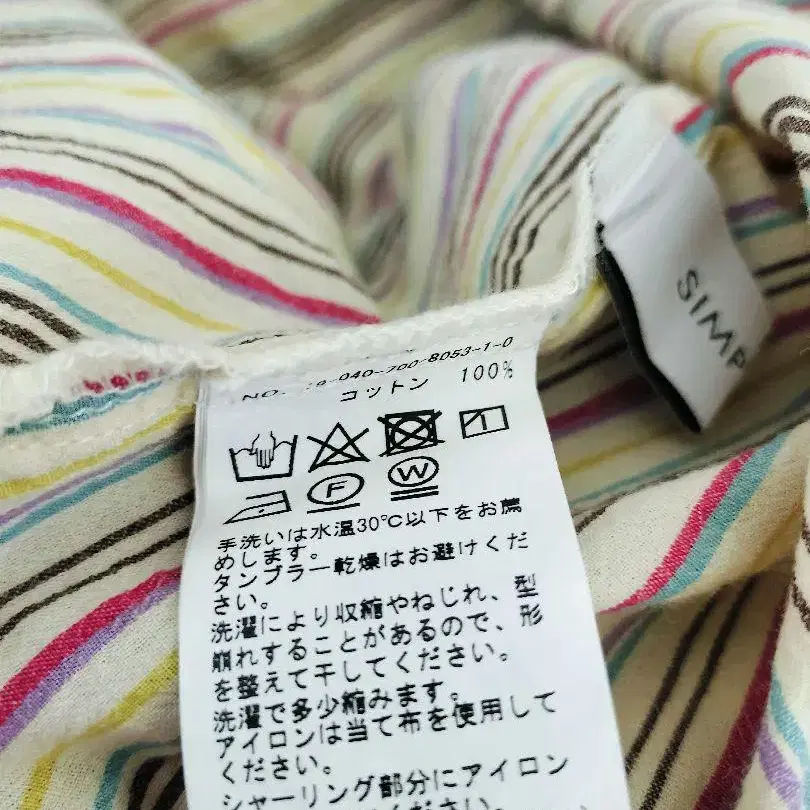 040-700-8053-1-0
コットン 100%
F W
手洗いは水温30℃以下をお薦
めします。
タンブラー乾燥はお避けくだ
さい。
洗濯により収縮やねじれ、型
崩れすることがあるので、形
を整えて干してください。
洗濯で多少縮みます。
アイロンは当て布を使用して
ください。
シャーリング部分にアイロン
SIMP